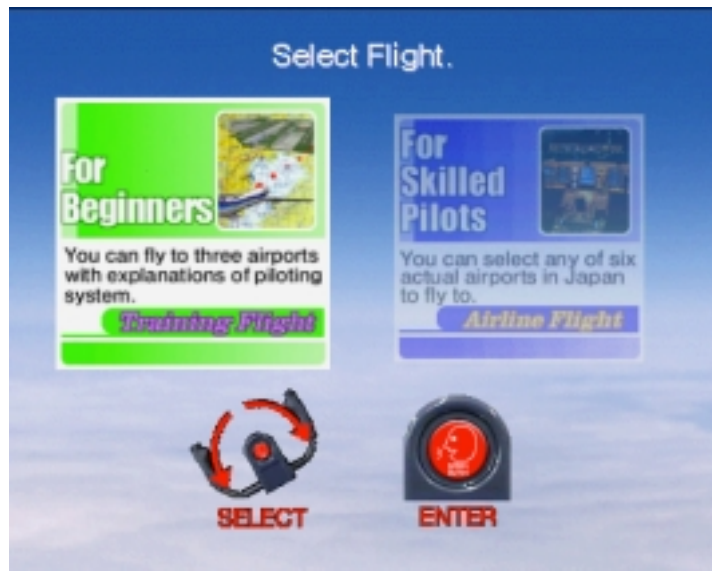 Select Flight.
For
Beginners
You can fly to three airports
with explanations of piloting
system.
Training Flight
For
Skilled
Pilots
You can select any of six
actual airports in Japan
to fly to.
Airline Flight
SELECT
ENTER